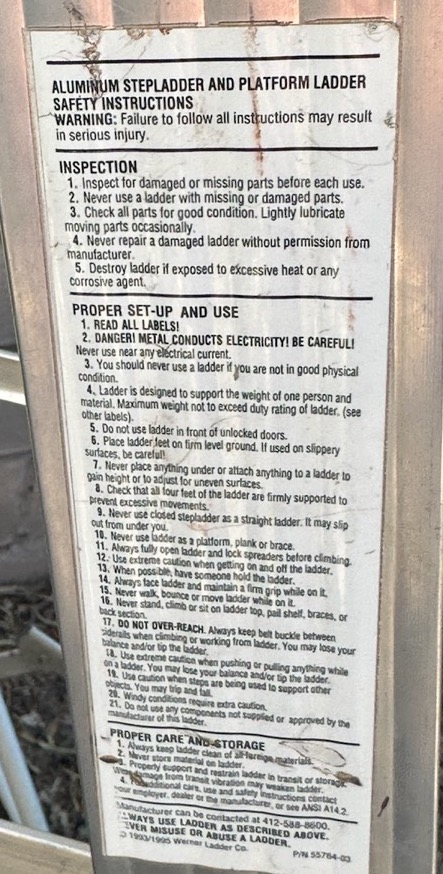 ALUMINUM STEPLADDER AND PLATFORM LADDER
SAFETY INSTRUCTIONS
WARNING: Failure to follow all instructions may result
in serious injury.
INSPECTION
1. Inspect for damaged or missing parts before each use.
2. Never use a ladder with missing or damaged parts.
3. Check all parts for good condition. Lightly lubricate
moving parts occasionally.
4. Never repair a damaged ladder without permission from
manufacturer.
5. Destroy ladder if exposed to excessive heat or any
corrosive agent.
PROPER SET-UP AND USE
1. READ ALL LABELS!
2. DANGER! METAL CONDUCTS ELECTRICITY! BE CAREFUL!
Never use near any electrical current.
3. You should never use a ladder if you are not in good physical
condition.
4. Ladder is designed to support the weight of one person and
material. Maximum weight not to exceed duty rating of ladder. (see
other labels).
5. Do not use ladder in front of unlocked doors.
6. Place ladder feet on firm level ground. If used on slippery
surfaces, be careful!
7. Never place anything under or attach anything to a ladder to
gain height or to adjust for uneven surfaces.
8. Check that all four feet of the ladder are firmly supported to
prevent excessive movements.
9. Never use closed stepladder as a straight ladder. It may slip
out from under you.
10. Never use ladder as a platform, plank or brace.
11. Always fully open ladder and lock spreaders before climbing.
12. Use extreme caution when getting on and off the ladder.
13. When possible, have someone hold the ladder.
14. Always face ladder and maintain a firm grip while on it.
15. Never walk, bounce or move ladder while on it.
16. Never stand, climb or sit on ladder top, pail shelf, braces, or
back section.
17. DO NOT OVER-REACH. Always keep belt buckle between
siderails when climbing or working from ladder. You may lose your
balance and/or tip the ladder.
18. Use extreme caution when pushing or pulling anything while
on a ladder. You may lose your balance and/or tip the ladder.
19. Use caution when steps are being used to support other
objects. You may trip and fall.
20. Windy conditions require extra caution.
21. Do not use any components not supplied or approved by the
manufacturer of this ladder.
PROPER CARE AND STORAGE
1. Always keep ladder clean of all foreign materials.
2. Never store material on ladder.
3. Properly support and restrain ladder in transit or storage.
damage from transit vibration may weaken ladder.
4. additional care, use and safety instructions contact
your employer, dealer or the manufacturer, or see ANSI A14.2.
Manufacturer can be contacted at 412-588-8600.
ALWAYS USE LADDER AS DESCRIBED ABOVE.
NEVER MISUSE OR ABUSE A LADDER.
© 1993/1995 Werner Ladder Co.
P/N 55764-03